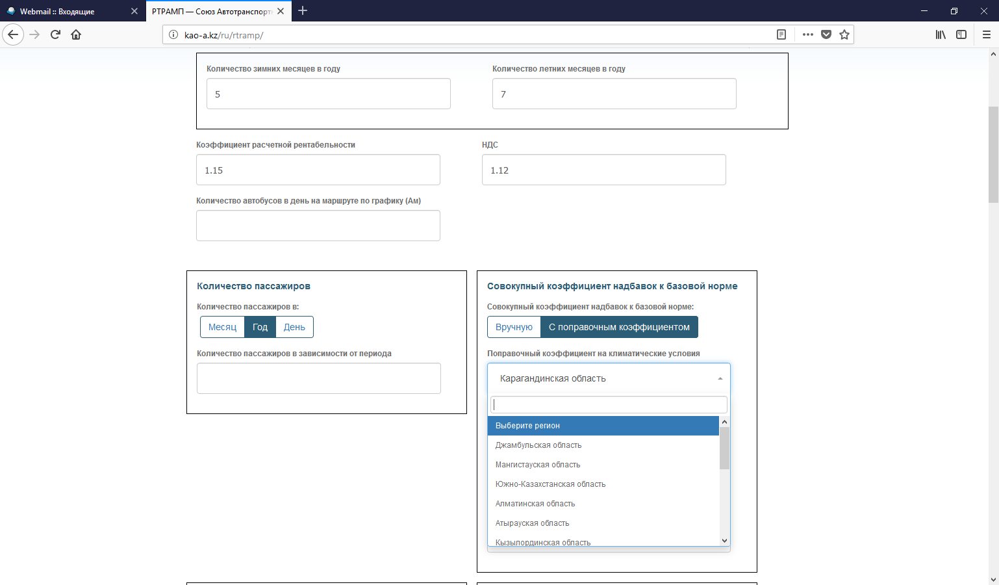 Webmail :: Входящие
РТРАМП — Союз Автотранспортн
kao-a.kz/ru/rtramp/
Количество зимних месяцев в году
Количество летних месяцев в году
5
7
Коэффициент расчетной рентабельности
НДС
1.15
1.12
Количество автобусов в день на маршруте по графику (Ам)
Количество пассажиров
Количество пассажиров в:
Месяц
Год
День
Количество пассажиров в зависимости от периода
Совокупный коэффициент надбавок к базовой норме
Совокупный коэффициент надбавок к базовой норме:
Вручную
С поправочным коэффициентом
Поправочный коэффициент на климатические условия
Карагандинская область
Выберите регион
Джамбульская область
Мангистауская область
Южно-Казахстанская область
Алматинская область
Атырауская область
Кызылординская область